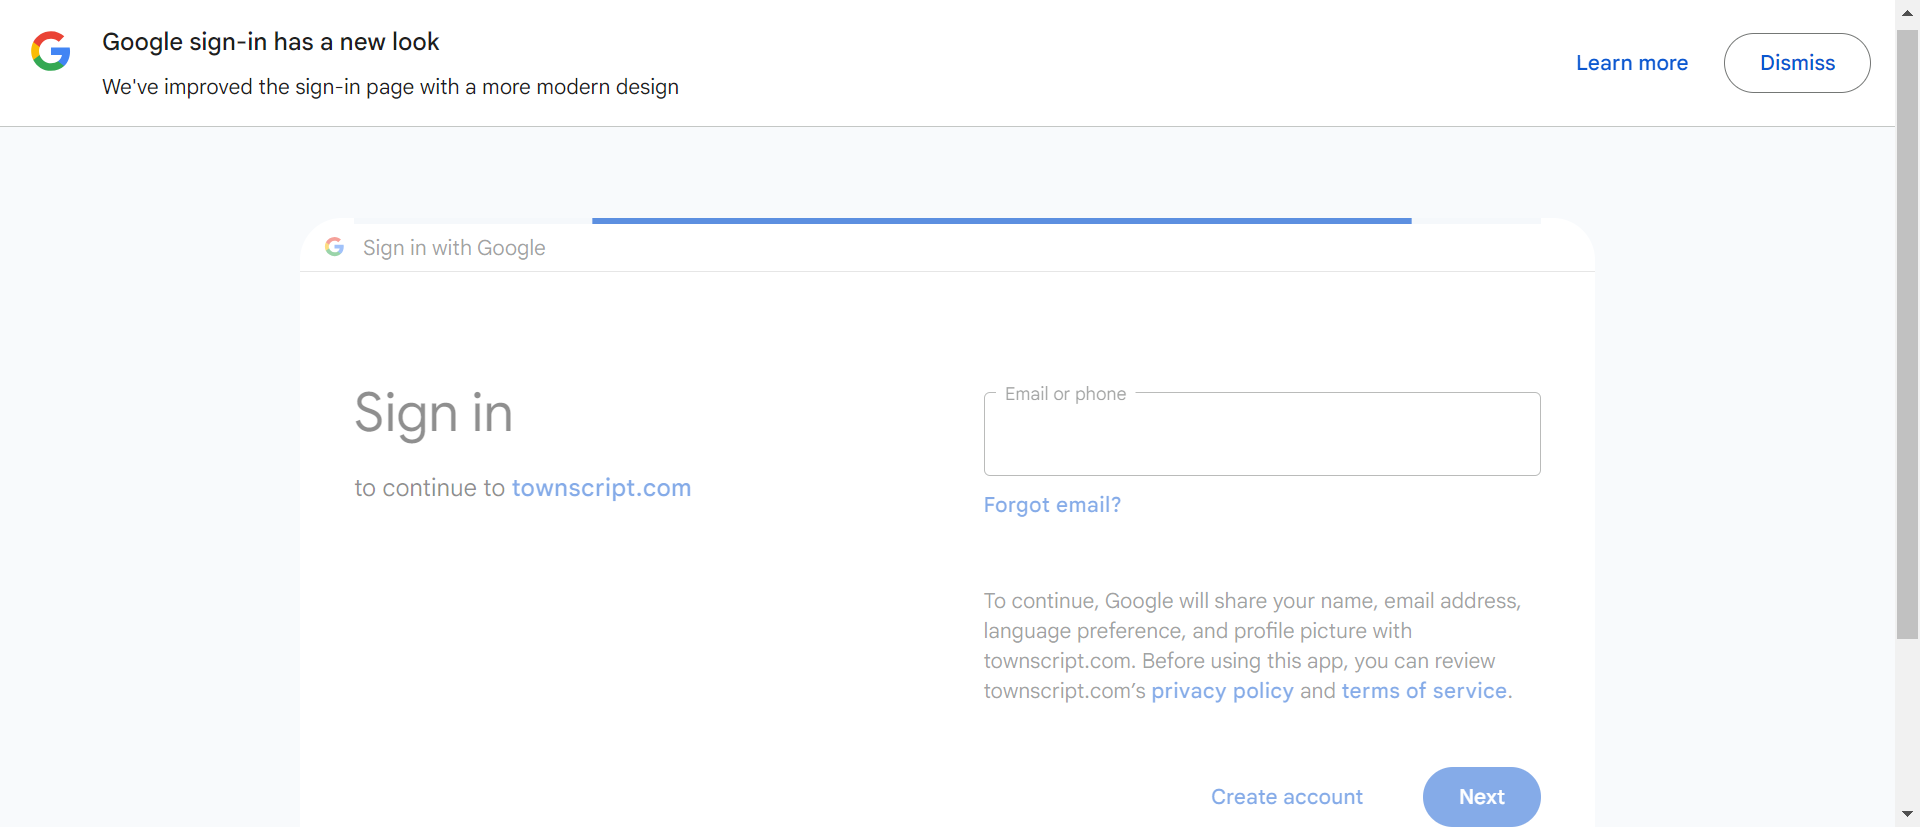 Google sign-in has a new look
We've improved the sign-in page with a more modern design
Learn more
Dismiss
Sign in with Google
Sign in
to continue to townscript.com
Email or phone
Forgot email?
To continue, Google will share your name, email address,
language preference, and profile picture with
townscript.com. Before using this app, you can review
townscript.com’s privacy policy and terms of service.
Create account
Next